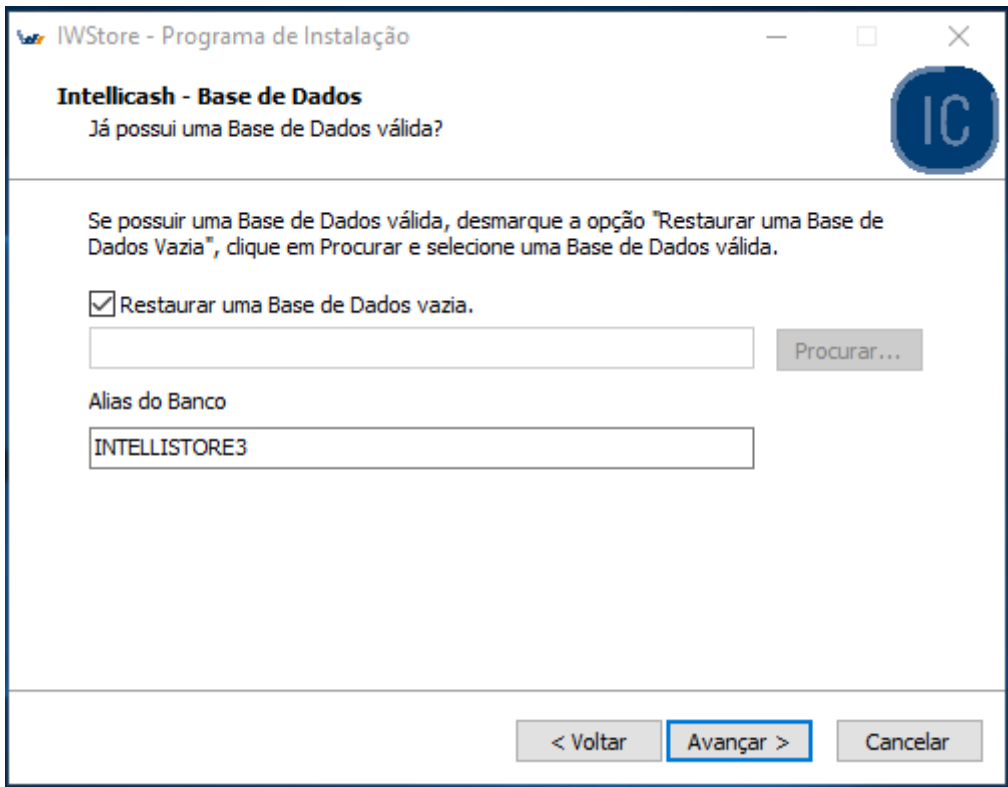 IWStore - Programa de Instalação
Intellicash - Base de Dados
Já possui uma Base de Dados válida?
IC
Se possuir uma Base de Dados válida, desmarque a opção "Restaurar uma Base de
Dados Vazia", clique em Procurar e selecione uma Base de Dados válida.
Restaurar uma Base de Dados vazia.
Procurar...
Alias do Banco
INTELLISTORE3
< Voltar
Avançar >
Cancelar